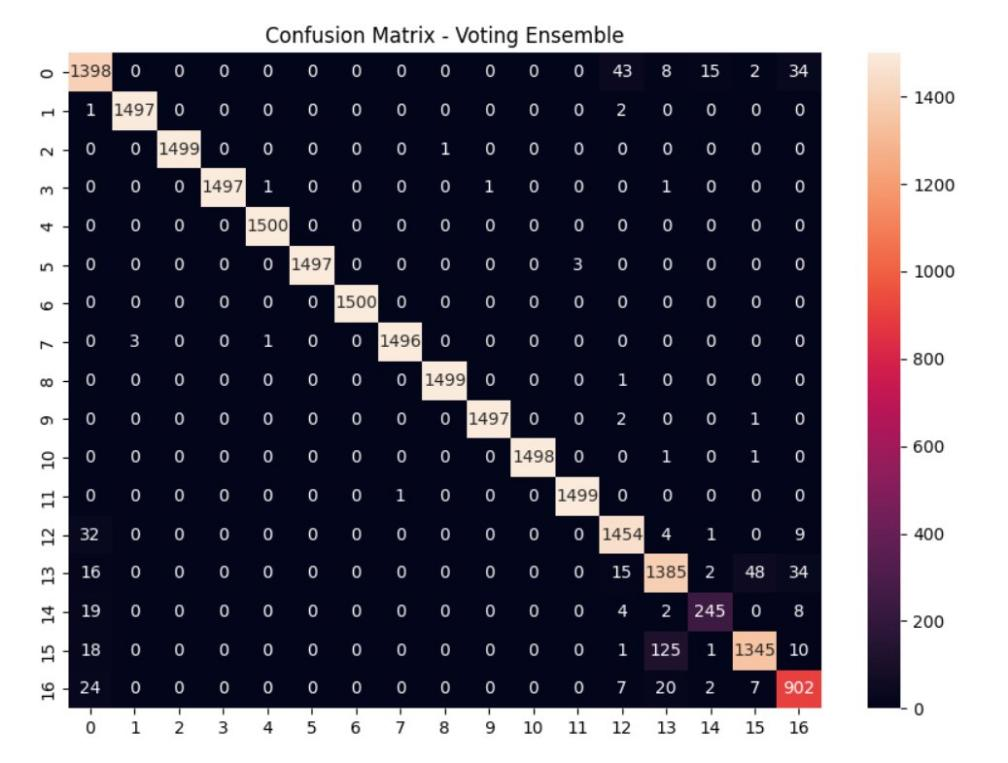 Confusion Matrix - Voting Ensemble
0 1398 0 0 0 0 0 0 0 0 0 0 0 43 8 15 2 34
1 1 1497 0 0 0 0 0 0 0 0 0 0 2 0 0 0 0
2 0 0 1499 0 0 0 0 0 1 0 0 0 0 0 0 0 0
3 0 0 0 1497 1 0 0 0 0 1 0 0 0 1 0 0 0
4 0 0 0 0 1500 0 0 0 0 0 0 0 0 0 0 0 0
5 0 0 0 0 0 1497 0 0 0 0 0 3 0 0 0 0 0
6 0 0 0 0 0 0 1500 0 0 0 0 0 0 0 0 0 0
7 0 3 0 0 1 0 0 1496 0 0 0 0 0 0 0 0 0
8 0 0 0 0 0 0 0 0 1499 0 0 0 1 0 0 0 0
9 0 0 0 0 0 0 0 0 0 1497 0 0 2 0 0 1 0
10 0 0 0 0 0 0 0 0 0 0 1498 0 0 1 0 1 0
11 0 0 0 0 0 0 0 1 0 0 0 1499 0 0 0 0 0
12 32 0 0 0 0 0 0 0 0 0 0 0 1454 4 1 0 9
13 16 0 0 0 0 0 0 0 0 0 0 0 15 1385 2 48 34
14 19 0 0 0 0 0 0 0 0 0 0 0 4 2 245 0 8
15 18 0 0 0 0 0 0 0 0 0 0 0 1 125 1 1345 10
16 24 0 0 0 0 0 0 0 0 0 0 0 7 20 2 7 902
0 1 2 3 4 5 6 7 8 9 10 11 12 13 14 15 16
1400
1200
1000
800
600
400
200
0